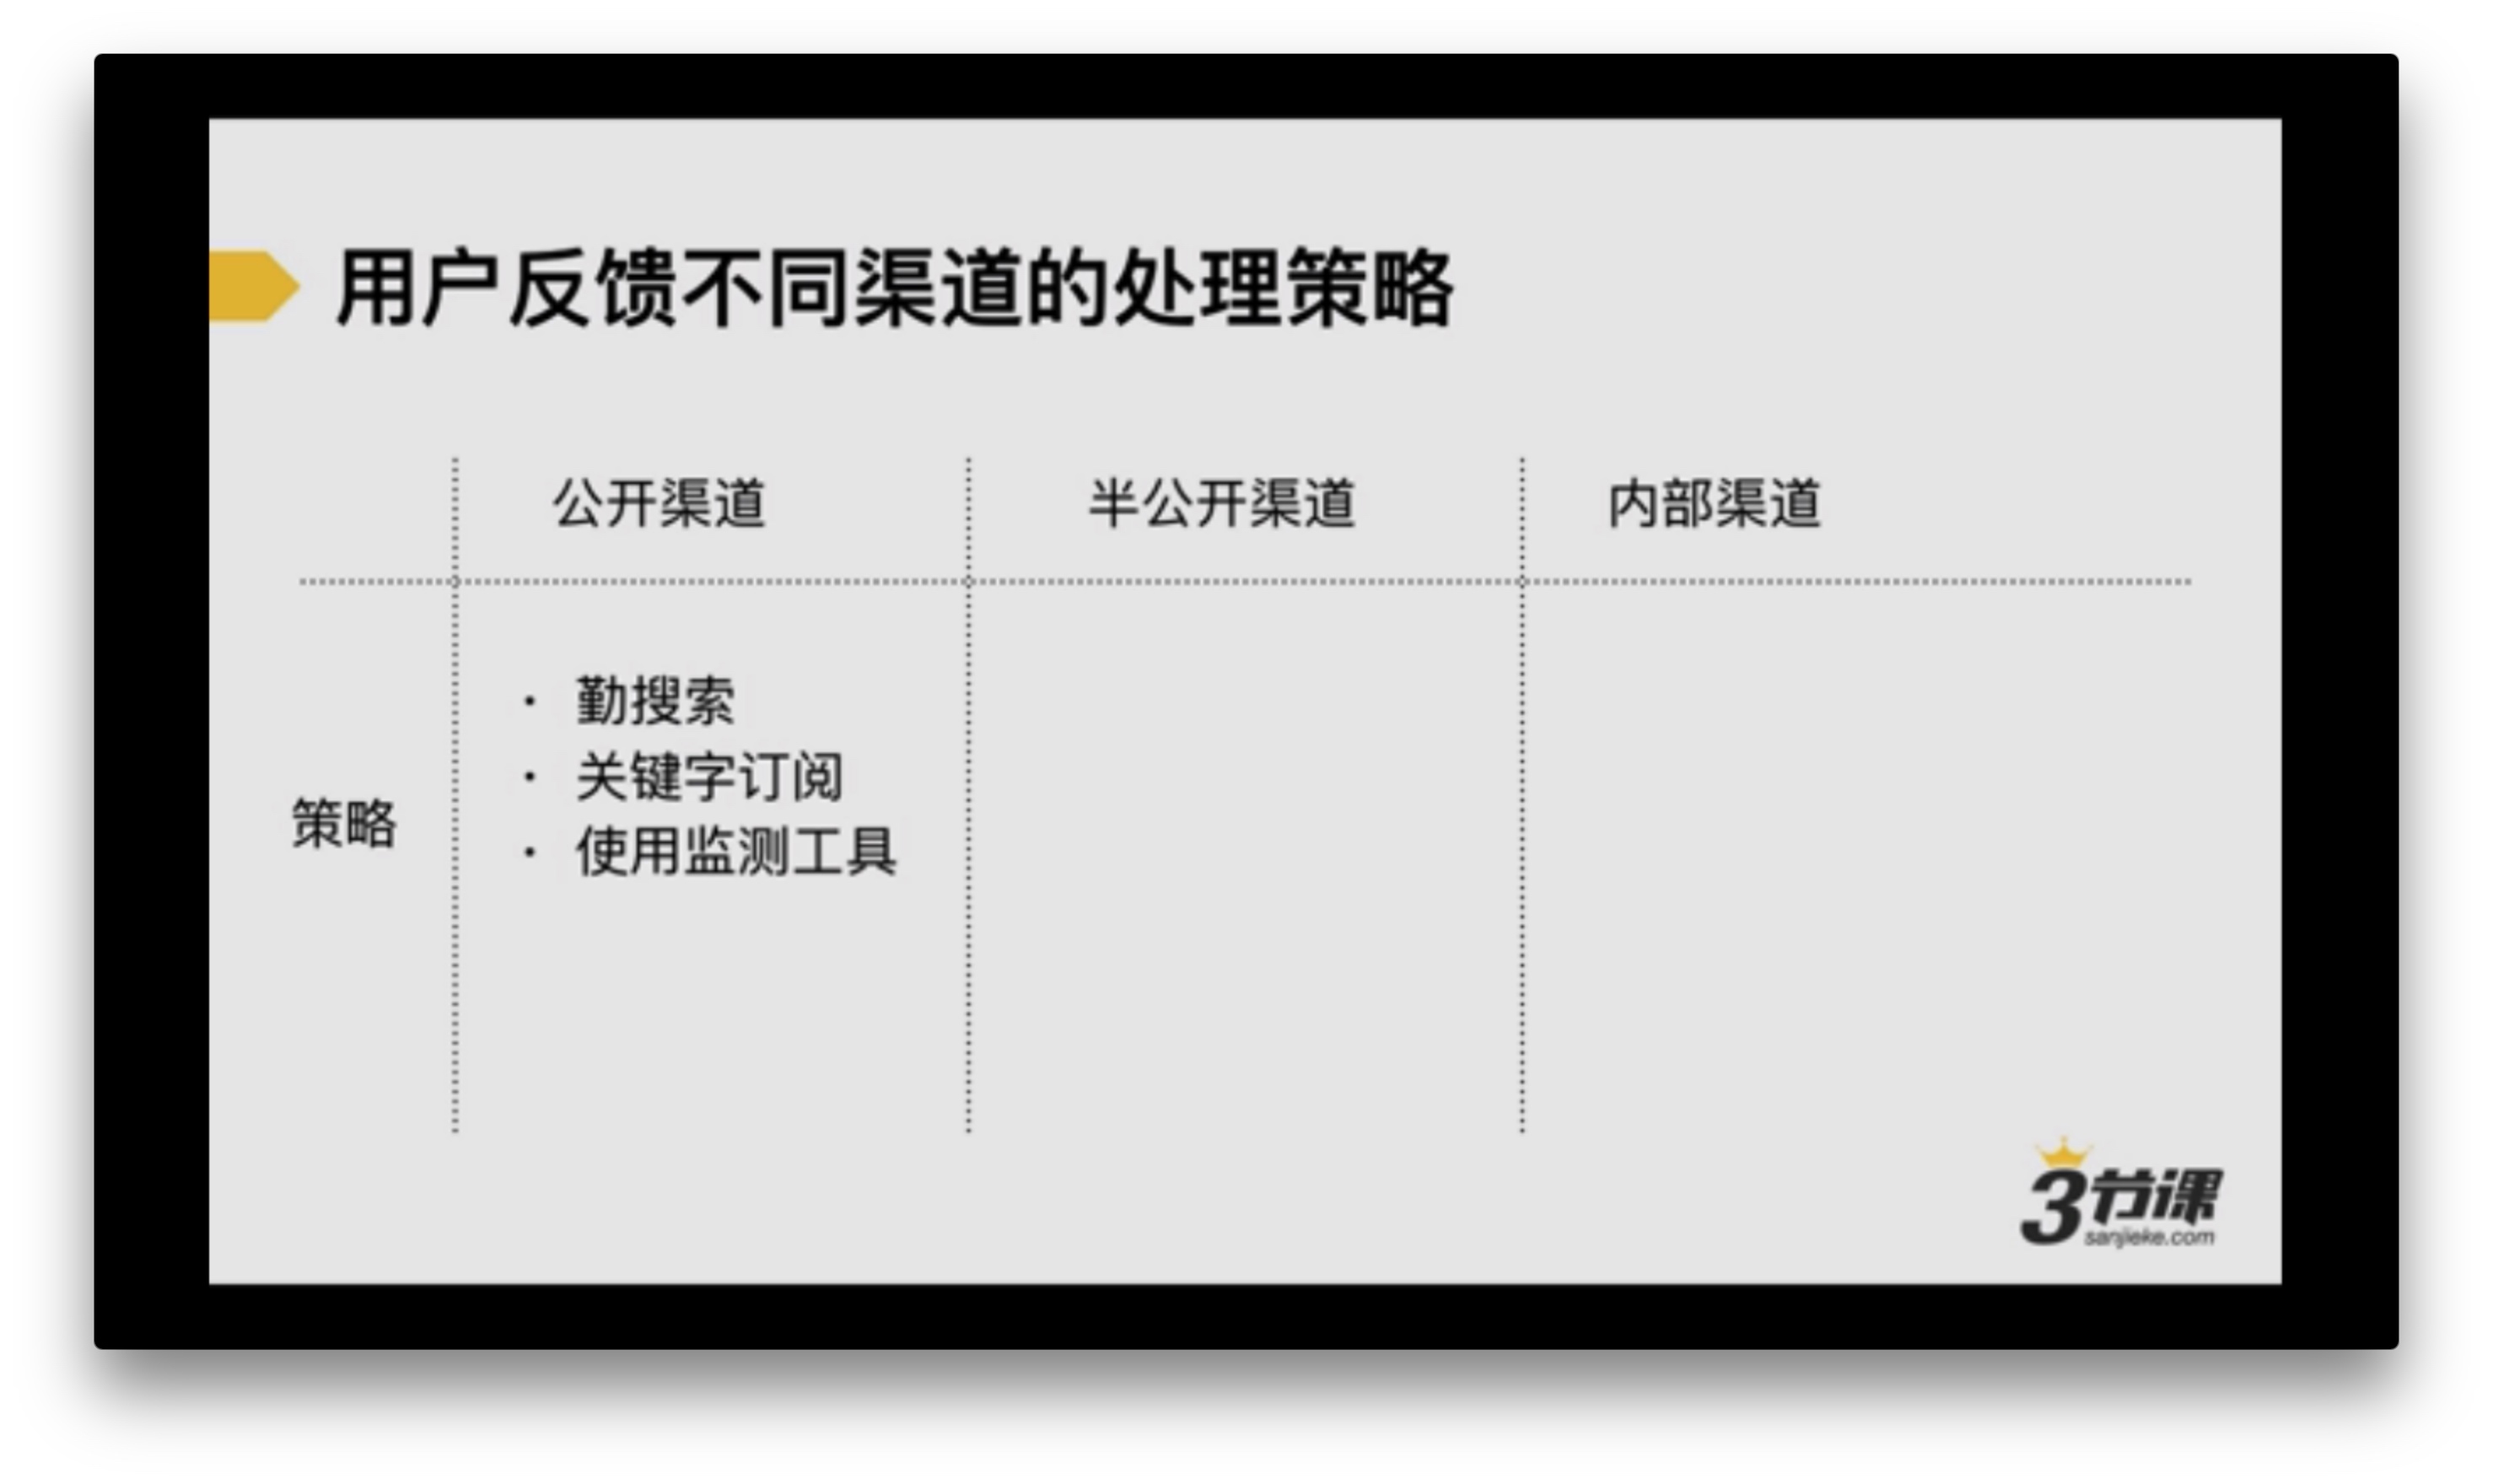 用户反馈不同渠道的处理策略
公开渠道 半公开渠道 内部渠道
策略
· 勤搜索
· 关键字订阅
· 使用监测工具
3节课
sanjieke.com